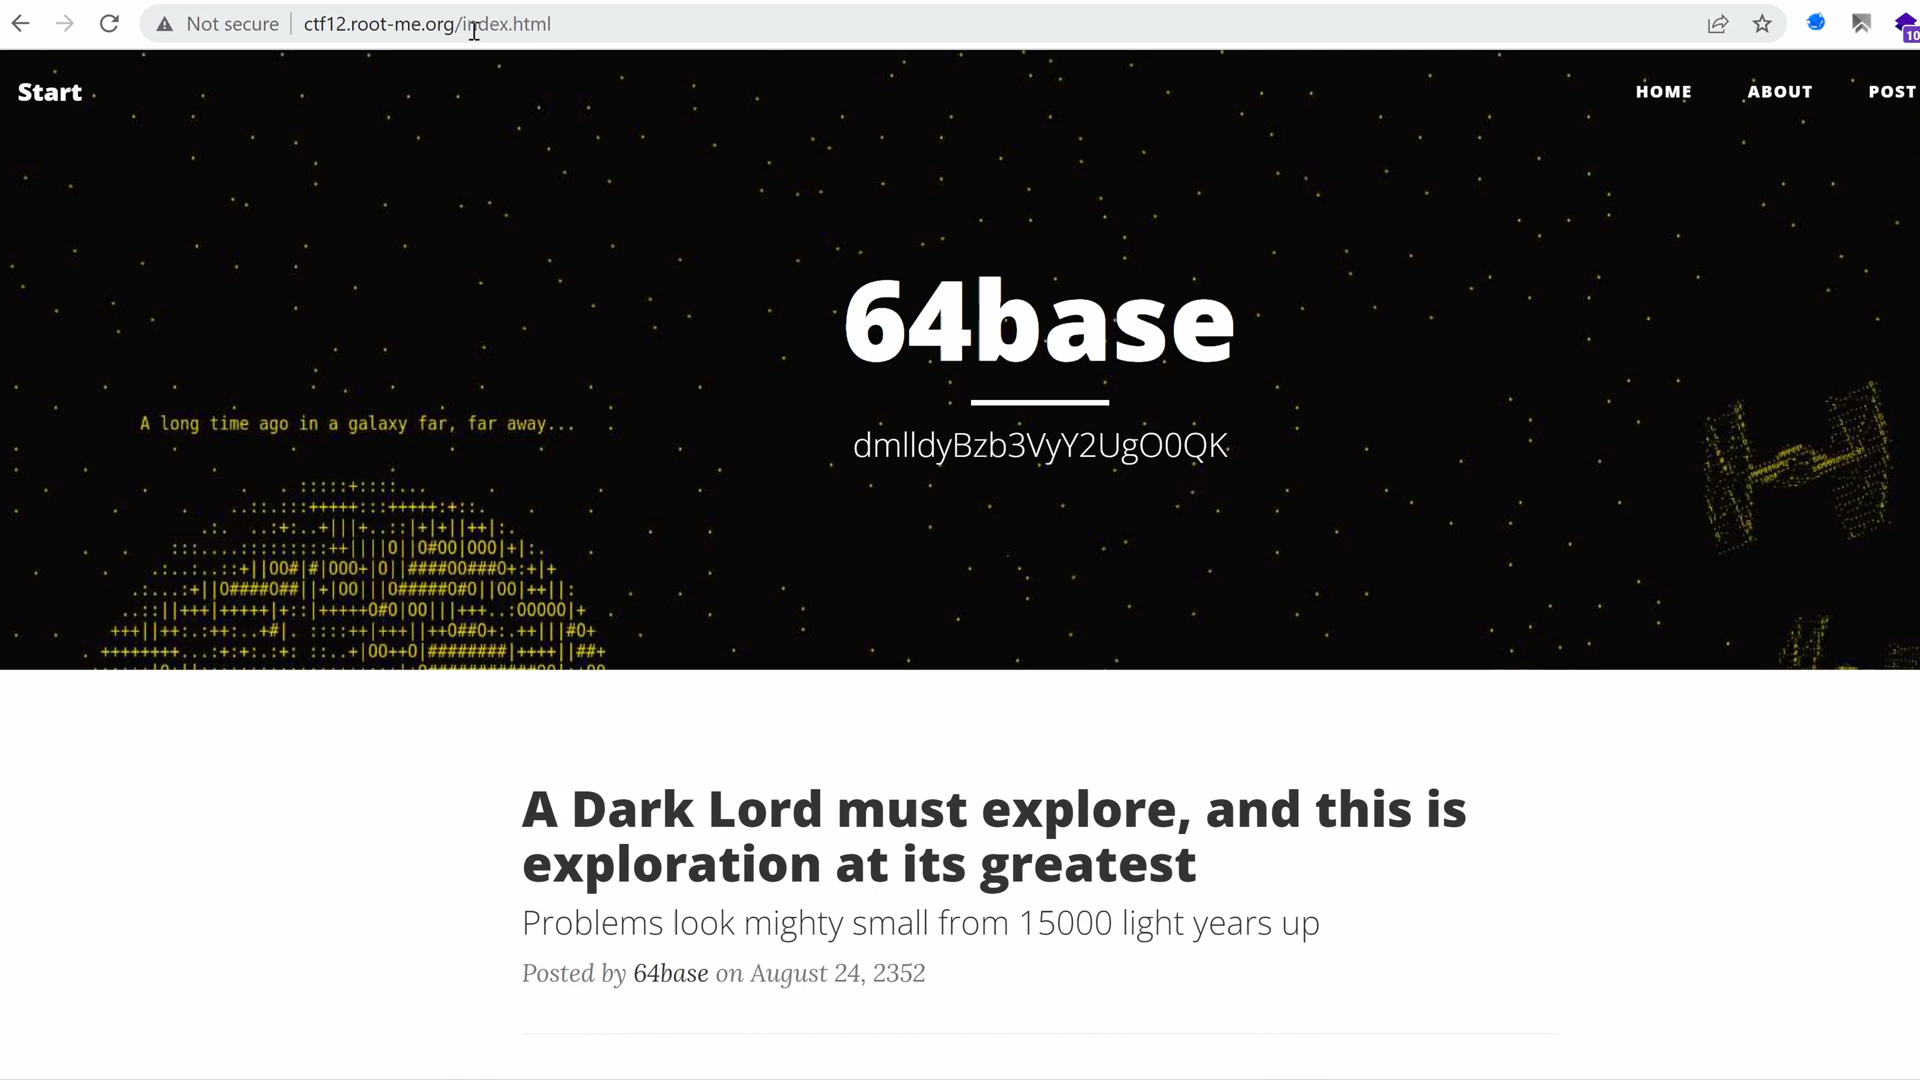 Not secure
ctf12.root-me.org/index.html
10
Start
HOME
ABOUT
POST
64base
dmlldyBzb3VyY2UgO0QK
A long time ago in a galaxy far, far away...
A Dark Lord must explore, and this is
exploration at its greatest
Problems look mighty small from 15000 light years up
Posted by 64base on August 24, 2352